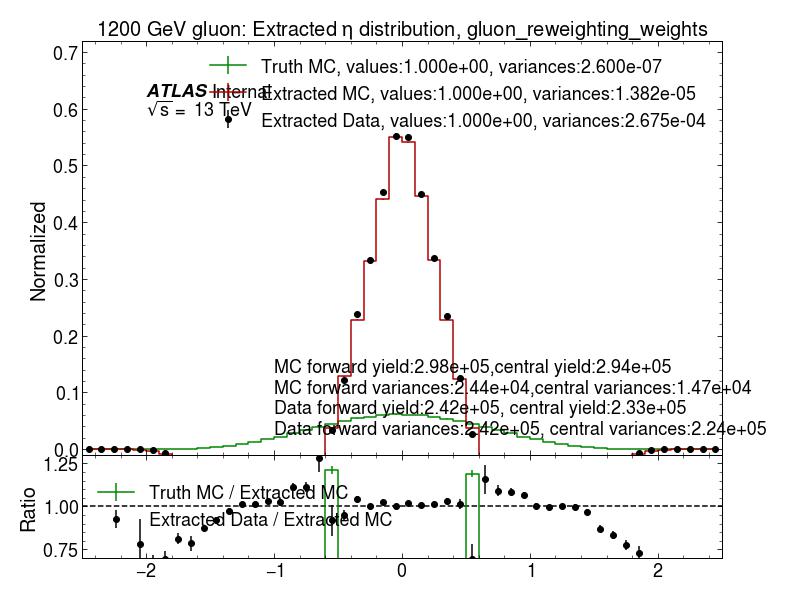 1200 GeV gluon: Extracted η distribution, gluon_reweighting_weights
0.7
0.6
0.5
0.4
0.3
0.2
0.1
0.0
Normalized
Truth MC, values:1.000e+00, variances:2.600e-07
ATLAS Internal
Extracted MC, values:1.000e+00, variances:1.382e-05
√s = 13 TeV
Extracted Data, values:1.000e+00, variances:2.675e-04
MC forward yield:2.98e+05,central yield:2.94e+05
MC forward variances:2.44e+04,central variances:1.47e+04
Data forward yield:2.42e+05, central yield:2.33e+05
Data forward variances:2.42e+05, central variances:2.24e+05
1.25
1.00
0.75
Ratio
Truth MC / Extracted MC
Extracted Data / Extracted MC
−2 −1 0 1 2